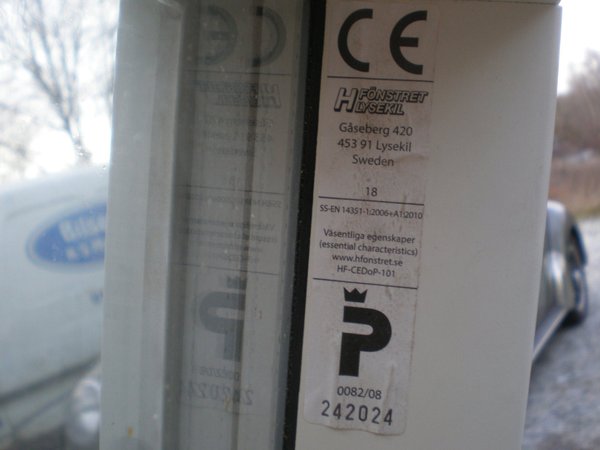 CE
H FÖNSTRET
LYSEKIL
Gåseberg 420
453 91 Lysekil
Sweden
18
SS-EN 14351-1:2006+A1:2010
Väsentliga egenskaper
(essential characteristics)
www.hfonstret.se
HF-CEDoP-101
P
0082/08
242024